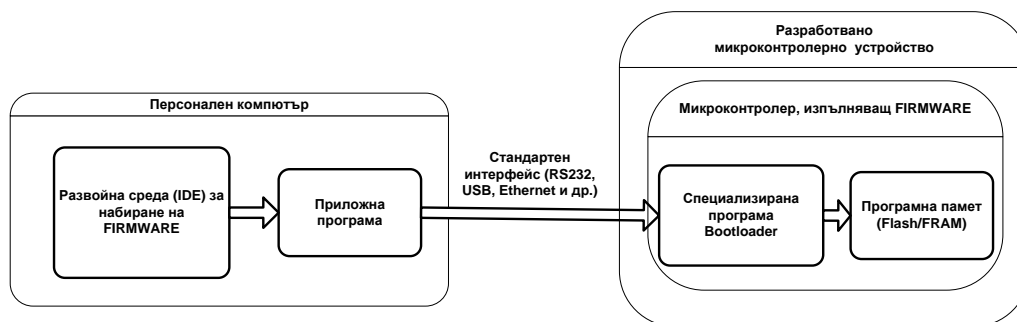 Персонален компютър
Развойна среда (IDE) за
набиране на
FIRMWARE
Приложна
програма
Стандартен
интерфейс (RS232,
USB, Ethernet и др.)
Разработвано
микроконтролерно устройство
Микроконтролер, изпълняващ FIRMWARE
Специализирана
програма
Bootloader
Програмна памет
(Flash/FRAM)